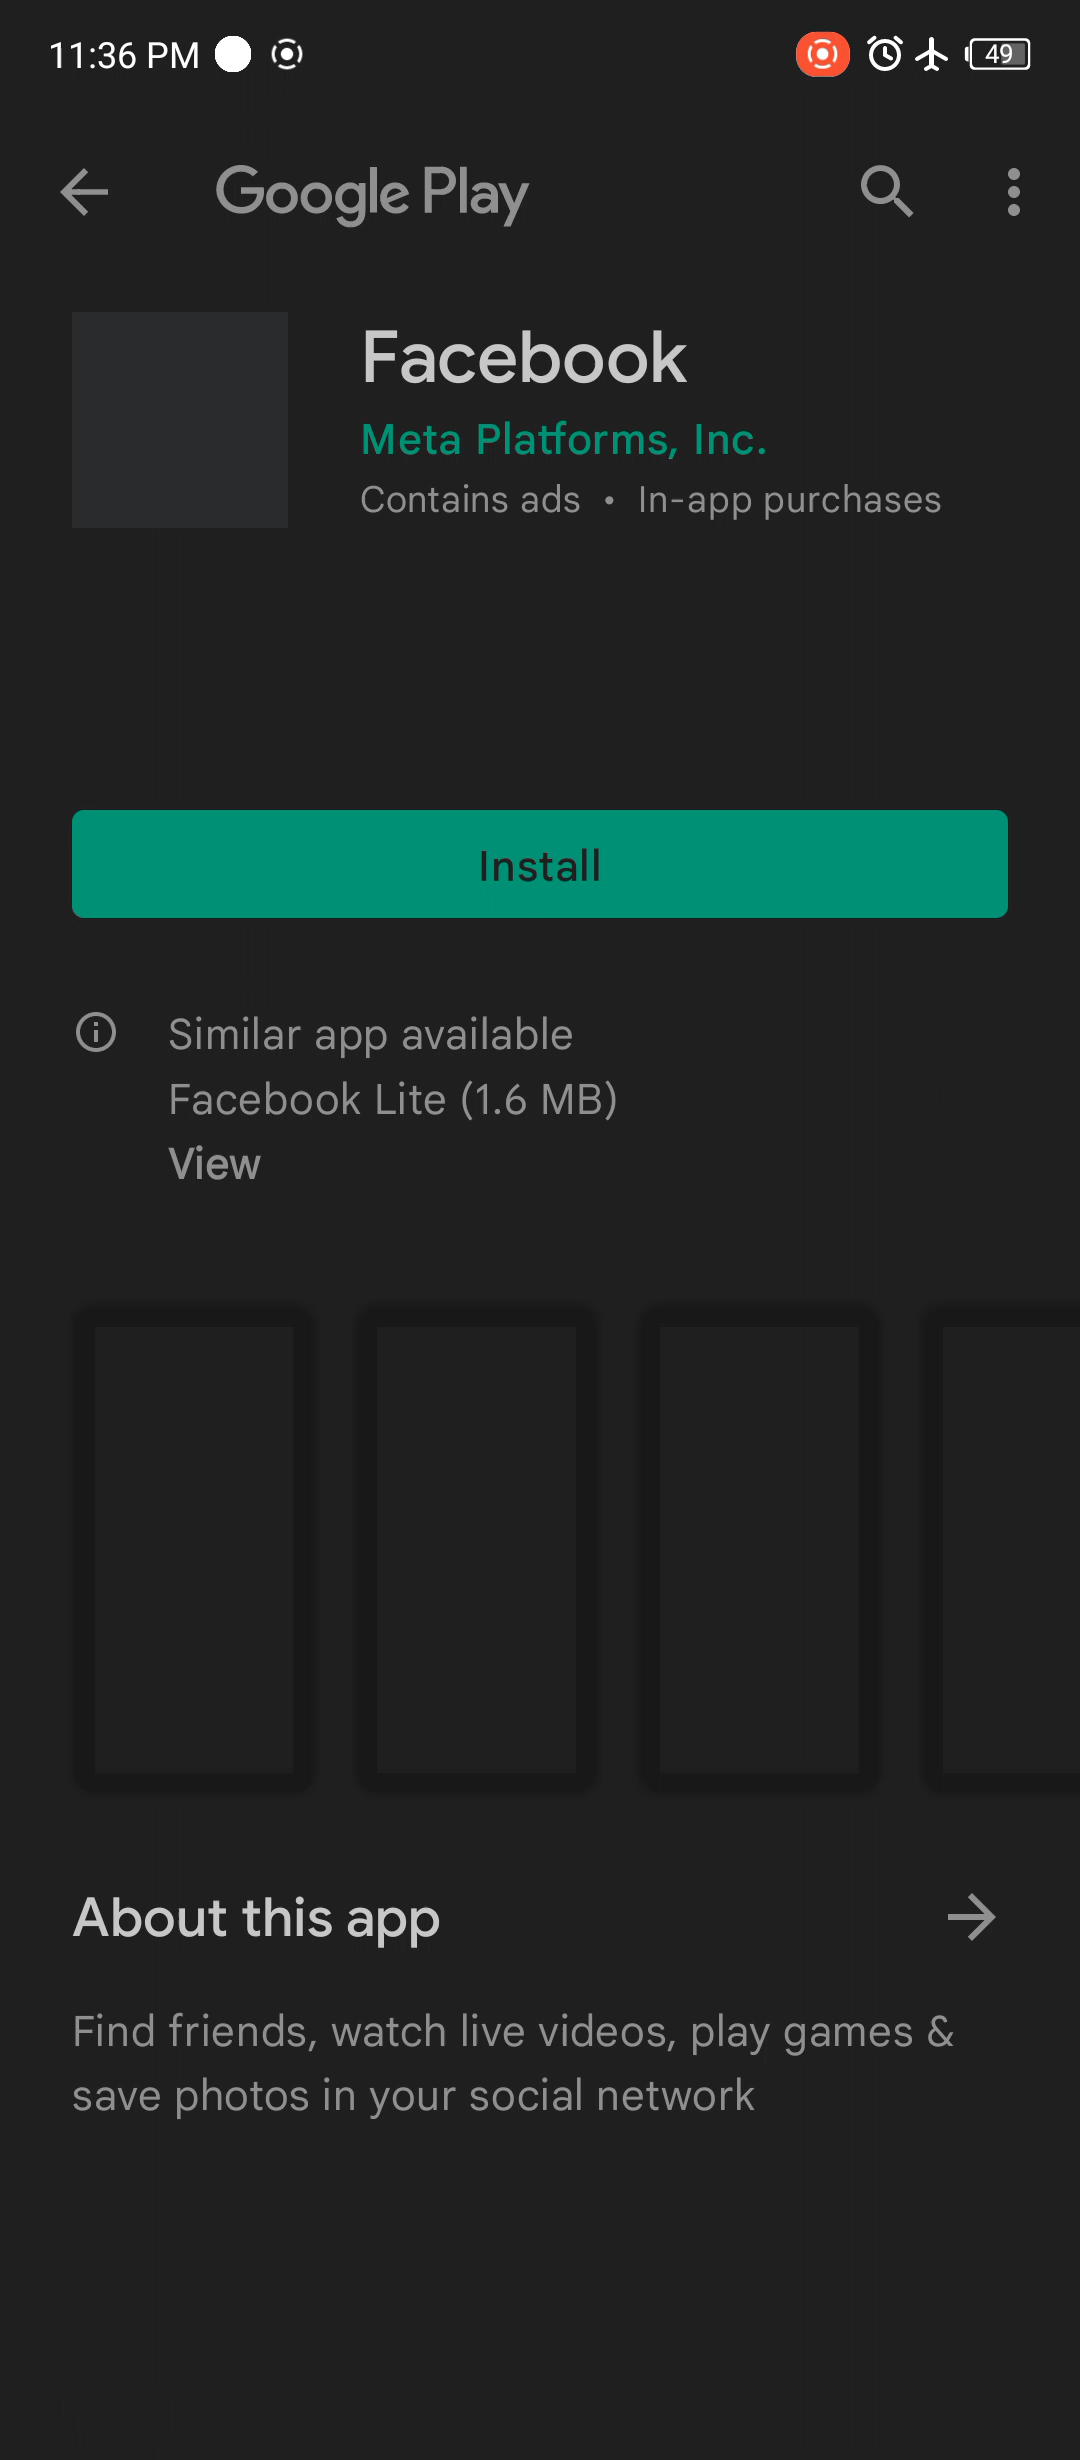 11:36 PM 49
Google Play
Facebook
Meta Platforms, Inc.
Contains ads • In-app purchases
Install
Similar app available
Facebook Lite (1.6 MB)
View
About this app
Find friends, watch live videos, play games &
save photos in your social network